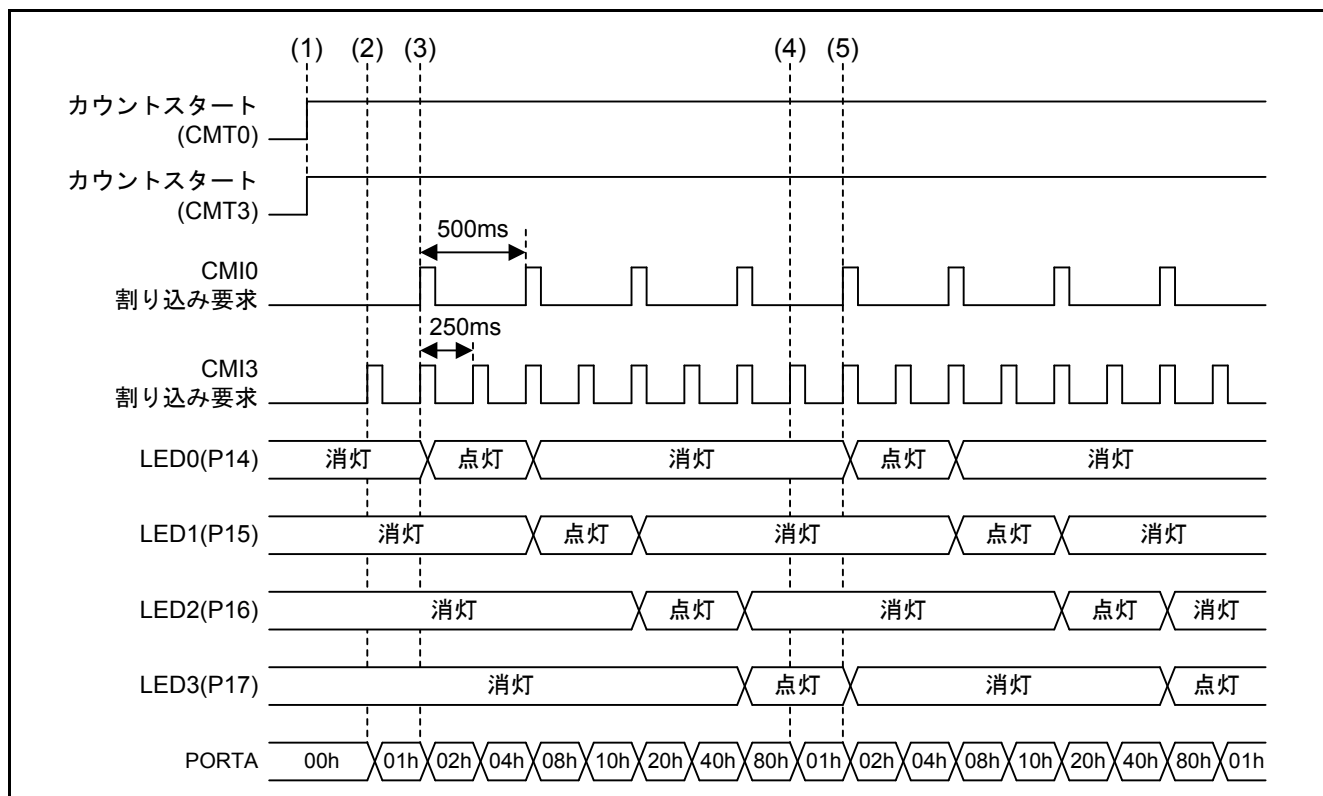 (1) (2) (3) (4) (5)
カウントスタート
(CMT0)
カウントスタート
(CMT3)
500ms
CMI0
割り込み要求
250ms
CMI3
割り込み要求
LED0(P14) 消灯 点灯 消灯 点灯 消灯
LED1(P15) 消灯 点灯 消灯 点灯 消灯
LED2(P16) 消灯 点灯 消灯 点灯 消灯
LED3(P17) 消灯 点灯 消灯 点灯
PORTA 00h 01h 02h 04h 08h 10h 20h 40h 80h 01h 02h 04h 08h 10h 20h 40h 80h 01h